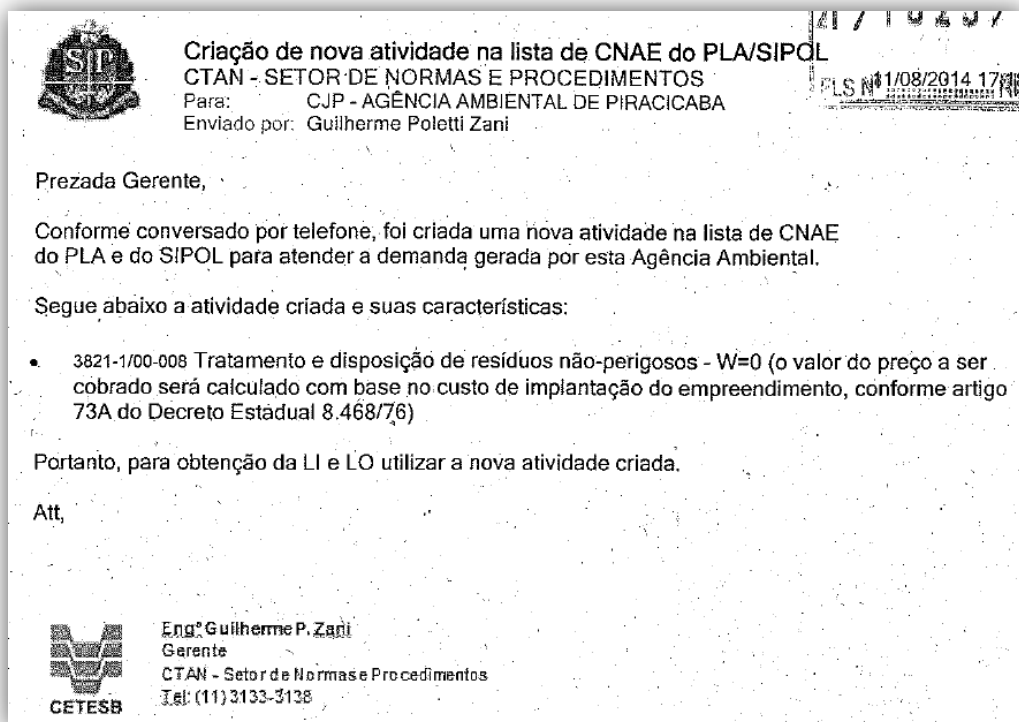 Criação de nova atividade na lista de CNAE do PLA/SIPOL
CTAN - SETOR DE NORMAS E PROCEDIMENTOS
FLS Nº 11/08/2014
Para: CJP - AGÊNCIA AMBIENTAL DE PIRACICABA
Enviado por: Guilherme Poletti Zani
Prezada Gerente,
Conforme conversado por telefone, foi criada uma nova atividade na lista de CNAE
do PLA e do SIPOL para atender a demanda gerada por esta Agência Ambiental.
Segue abaixo a atividade criada e suas características:
• 3821-1/00-008 Tratamento e disposição de resíduos não-perigosos - W=0 (o valor do preço a ser
cobrado será calculado com base no custo de implantação do empreendimento, conforme artigo
73A do Decreto Estadual 8.468/76)
Portanto, para obtenção da LI e LO utilizar a nova atividade criada.
Att,
Engº Guilherme P. Zani
Gerente
CTAN - Setor de Normas e Procedimentos
Tel: (11) 3133-3138
CETESB